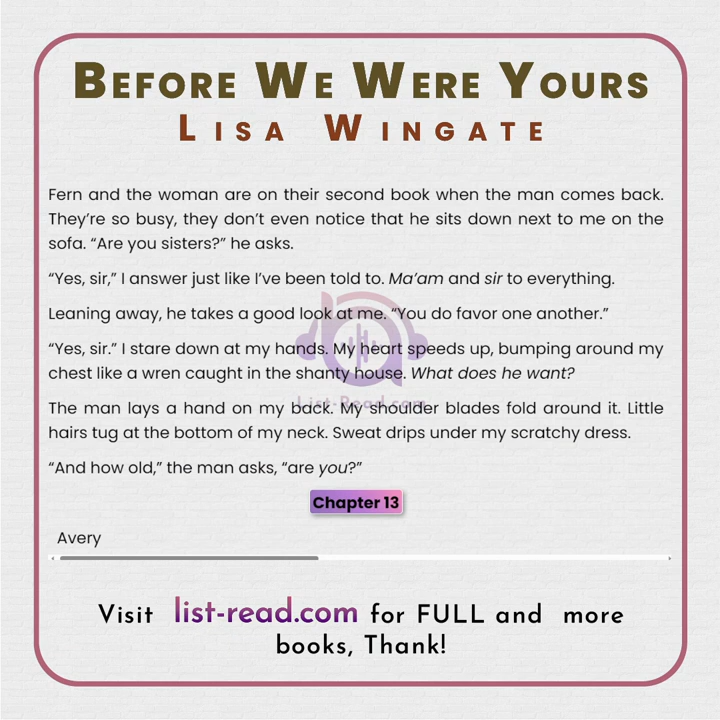 BEFORE WE WERE YOURS
LISA WINGATE
Fern and the woman are on their second book when the man comes back.
They’re so busy, they don’t even notice that he sits down next to me on the
sofa. “Are you sisters?” he asks.
“Yes, sir,” I answer just like I’ve been told to. Ma’am and sir to everything.
Leaning away, he takes a good look at me. “You do favor one another.”
“Yes, sir.” I stare down at my hands. My heart speeds up, bumping around my
chest like a wren caught in the shanty house. What does he want?
List-Read.com
The man lays a hand on my back. My shoulder blades fold around it. Little
hairs tug at the bottom of my neck. Sweat drips under my scratchy dress.
“And how old,” the man asks, “are you?”
Chapter 13
Avery
Visit list-read.com for FULL and more
books, Thank!